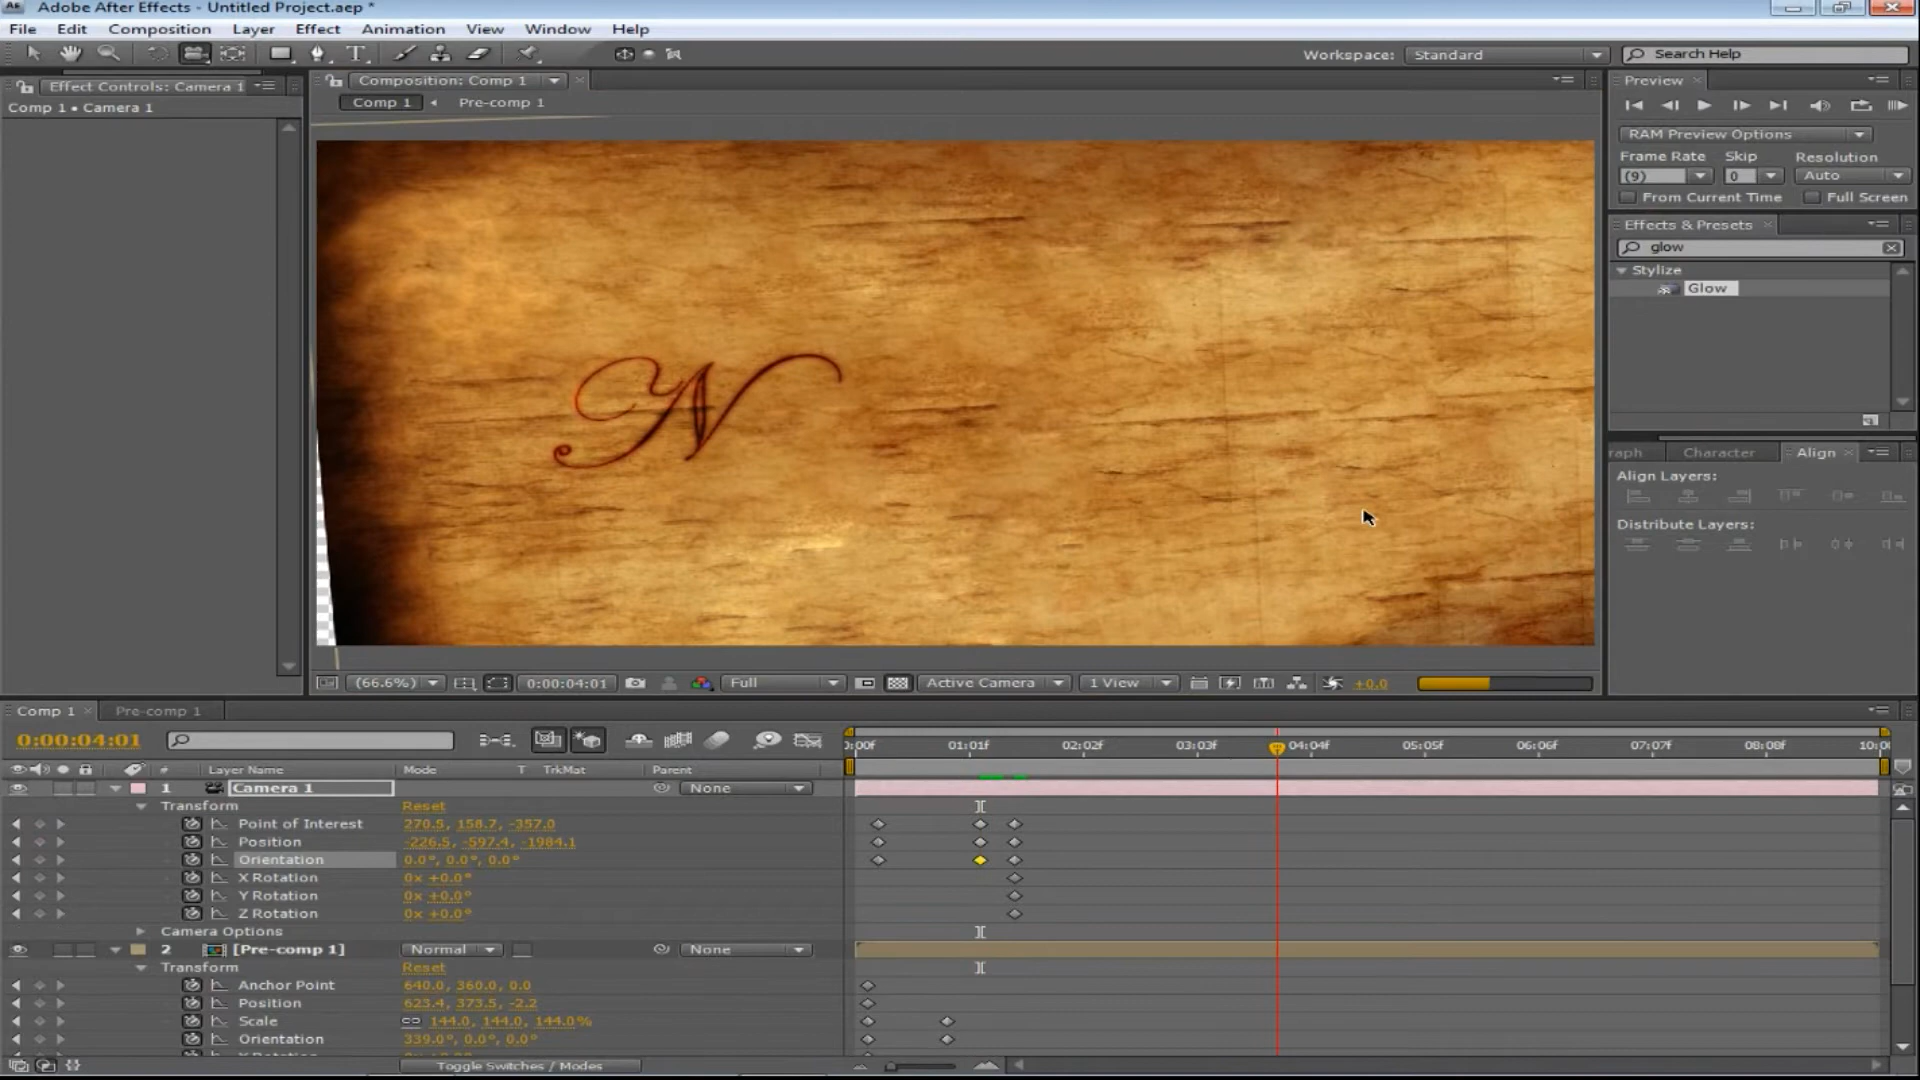 Adobe After Effects - Untitled Project.aep *
File Edit Composition Layer Effect Animation View Window Help
Workspace: Standard Search Help
Effect Controls: Camera 1
Comp 1 • Camera 1
Composition: Comp 1
Comp 1 Pre-comp 1
N
(66.6%) 0:00:04:01 Full Active Camera 1 View +0.0
Preview
RAM Preview Options
Frame Rate Skip Resolution
(9) 0 Auto
From Current Time Full Screen
Effects & Presets
glow
Stylize
Glow
raph Character Align
Align Layers:
Distribute Layers:
Comp 1 Pre-comp 1
0:00:04:01
0:00f 01:01f 02:02f 03:03f 04:04f 05:05f 06:06f 07:07f 08:08f 10:00
# Layer Name Mode T TrkMat Parent
1 Camera 1 None
Transform Reset
Point of Interest 270.5, 158.7, -357.0
Position -226.5, -597.4, -1984.1
Orientation 0.0°, 0.0°, 0.0°
X Rotation 0x +0.0°
Y Rotation 0x +0.0°
Z Rotation 0x +0.0°
Camera Options
2 [Pre-comp 1] Normal None
Transform Reset
Anchor Point 640.0, 360.0, 0.0
Position 623.4, 373.5, -2.2
Scale 144.0, 144.0, 144.0%
Orientation 339.0°, 0.0°, 0.0°
Toggle Switches / Modes